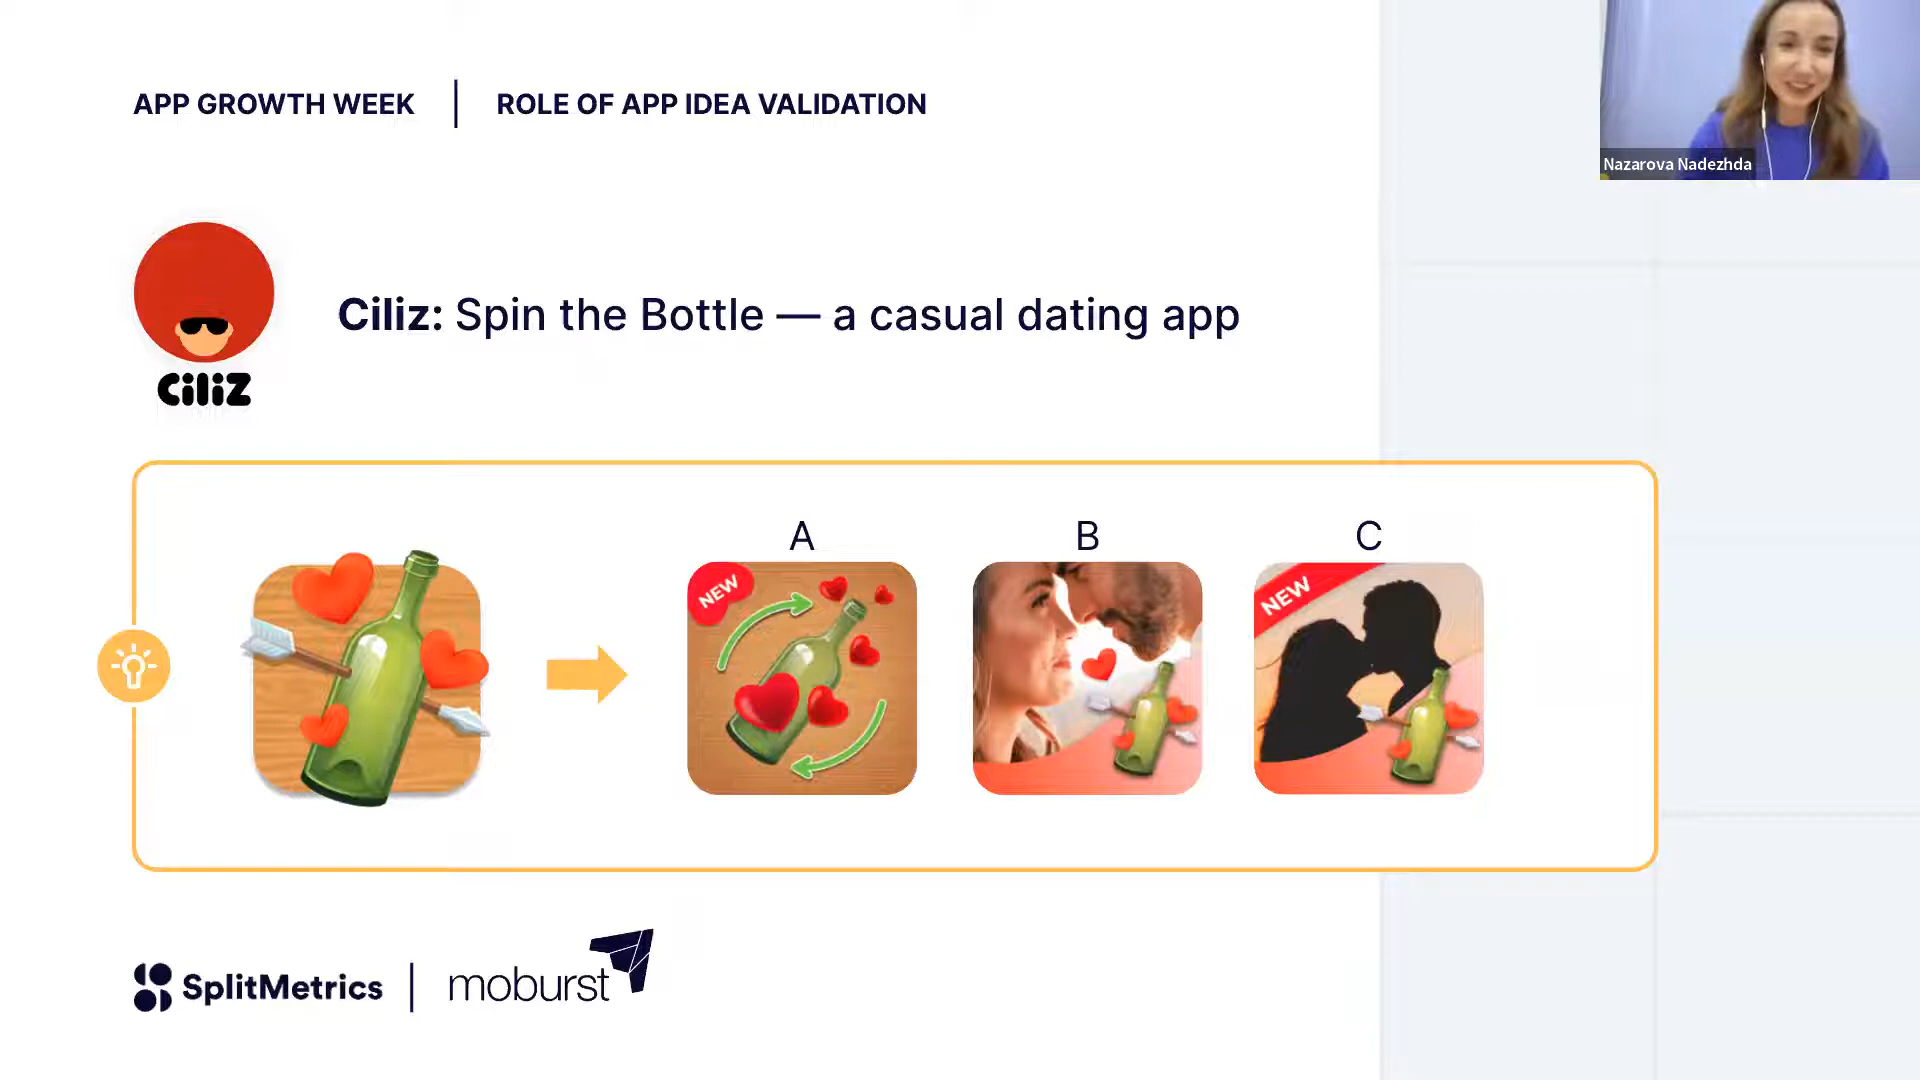 APP GROWTH WEEK
ROLE OF APP IDEA VALIDATION
Nazarova Nadezhda
CiliZ
Ciliz: Spin the Bottle — a casual dating app
A
B
C
NEW
NEW
SplitMetrics
moburst